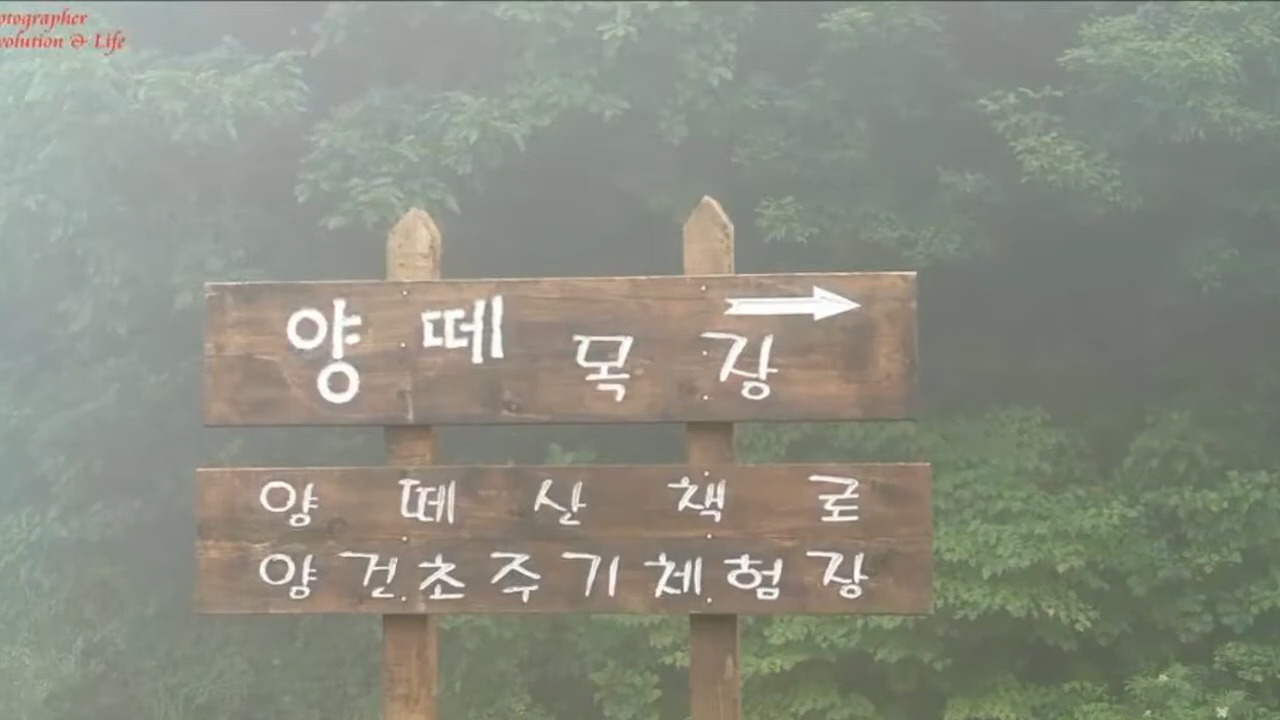 otographer
volution & Life
양 떼 목 장
양 떼 산 책 로
양 건 초 주 기 체 험 장